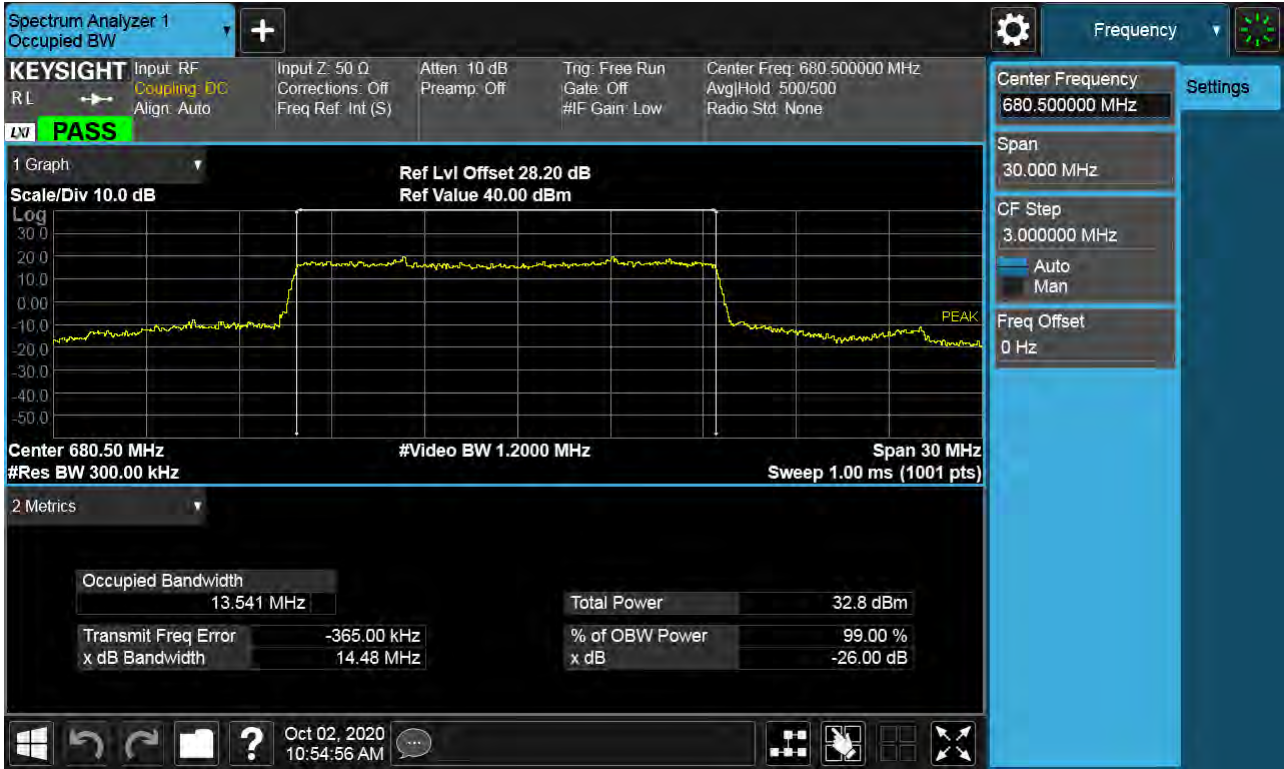 Spectrum Analyzer 1
Occupied BW
+
Frequency
KEYSIGHT
RL
LXI
PASS
Input: RF
Coupling: DC
Align: Auto
Input Z: 50 Ω
Corrections: Off
Freq Ref: Int (S)
Atten: 10 dB
Preamp: Off
Trig: Free Run
Gate: Off
#IF Gain: Low
Center Freq: 680.500000 MHz
Avg|Hold: 500/500
Radio Std: None
Center Frequency
680.500000 MHz
Settings
Span
30.000 MHz
CF Step
3.000000 MHz
Auto
Man
Freq Offset
0 Hz
1 Graph
Scale/Div 10.0 dB
Ref Lvl Offset 28.20 dB
Ref Value 40.00 dBm
Log
30.0
20.0
10.0
0.00
-10.0
-20.0
-30.0
-40.0
-50.0
PEAK
Center 680.50 MHz
#Video BW 1.2000 MHz
Span 30 MHz
#Res BW 300.00 kHz
Sweep 1.00 ms (1001 pts)
2 Metrics
Occupied Bandwidth
13.541 MHz
Total Power 32.8 dBm
Transmit Freq Error -365.00 kHz
% of OBW Power 99.00 %
x dB Bandwidth 14.48 MHz
x dB -26.00 dB
?
Oct 02, 2020
10:54:56 AM